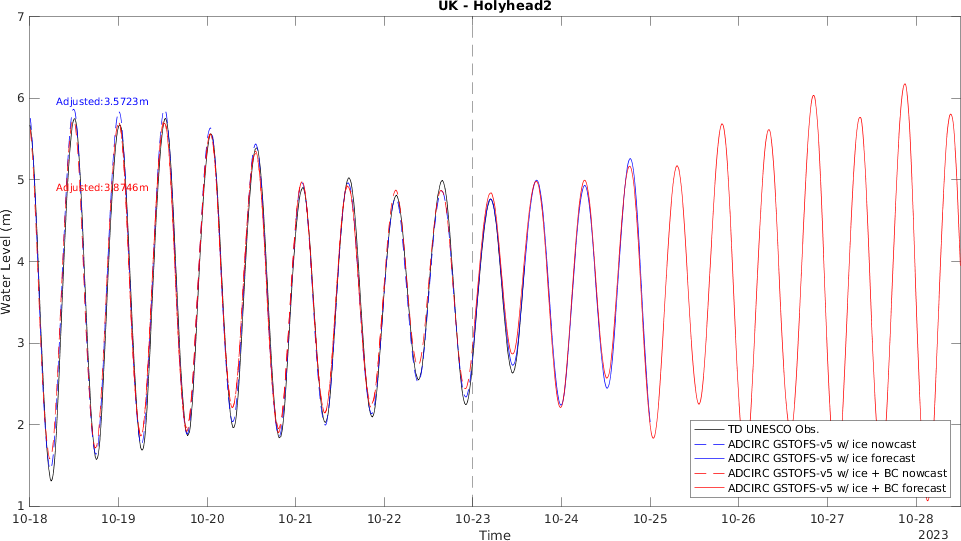 UK - Holyhead2
7
6
5
4
3
2
1
Water Level (m)
Adjusted:3.5723m
Adjusted:3.8746m
TD UNESCO Obs.
ADCIRC GSTOFS-v5 w/ ice nowcast
ADCIRC GSTOFS-v5 w/ ice forecast
ADCIRC GSTOFS-v5 w/ ice + BC nowcast
ADCIRC GSTOFS-v5 w/ ice + BC forecast
10-18 10-19 10-20 10-21 10-22 10-23 10-24 10-25 10-26 10-27 10-28
Time
2023